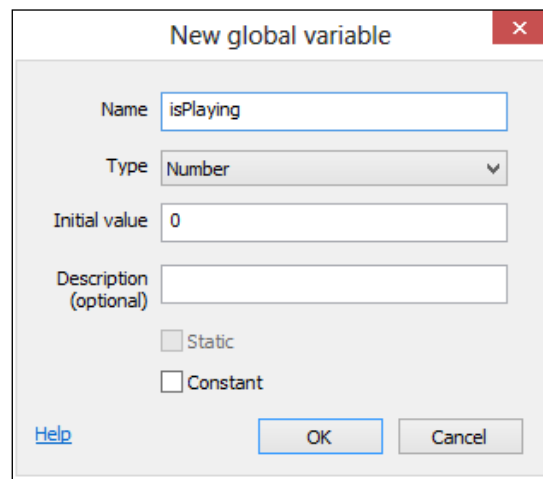 New global variable
Name isPlaying
Type Number
Initial value 0
Description
(optional)
Static
Constant
Help OK Cancel